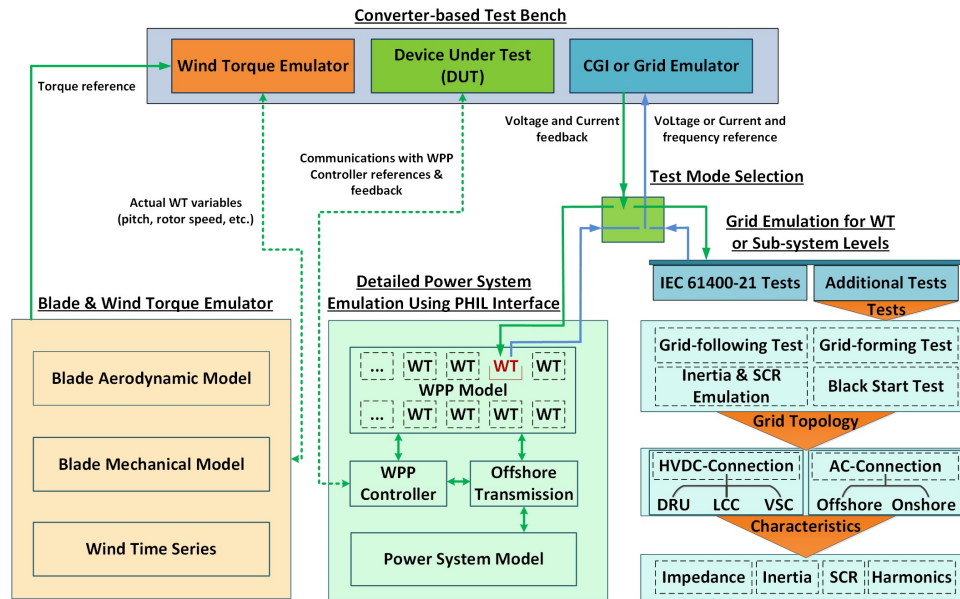 Converter-based Test Bench
Wind Torque Emulator
Device Under Test
(DUT)
CGI or Grid Emulator
Torque reference
Voltage and Current
feedback
VoLtage or Current and
frequency reference
Communications with WPP
Controller references &
feedback
Actual WT variables
(pitch, rotor speed, etc.)
Test Mode Selection
Grid Emulation for WT
or Sub-system Levels
Blade & Wind Torque Emulator
Blade Aerodynamic Model
Blade Mechanical Model
Wind Time Series
Detailed Power System
Emulation Using PHIL Interface
... WT WT WT WT
WPP Model
... WT WT WT WT
WPP
Controller
Offshore
Transmission
Power System Model
IEC 61400-21 Tests
Additional Tests
Tests
Grid-following Test
Grid-forming Test
Inertia & SCR
Emulation
Black Start Test
Grid Topology
HVDC-Connection
AC-Connection
DRU LCC VSC
Offshore Onshore
Characteristics
Impedance Inertia SCR Harmonics